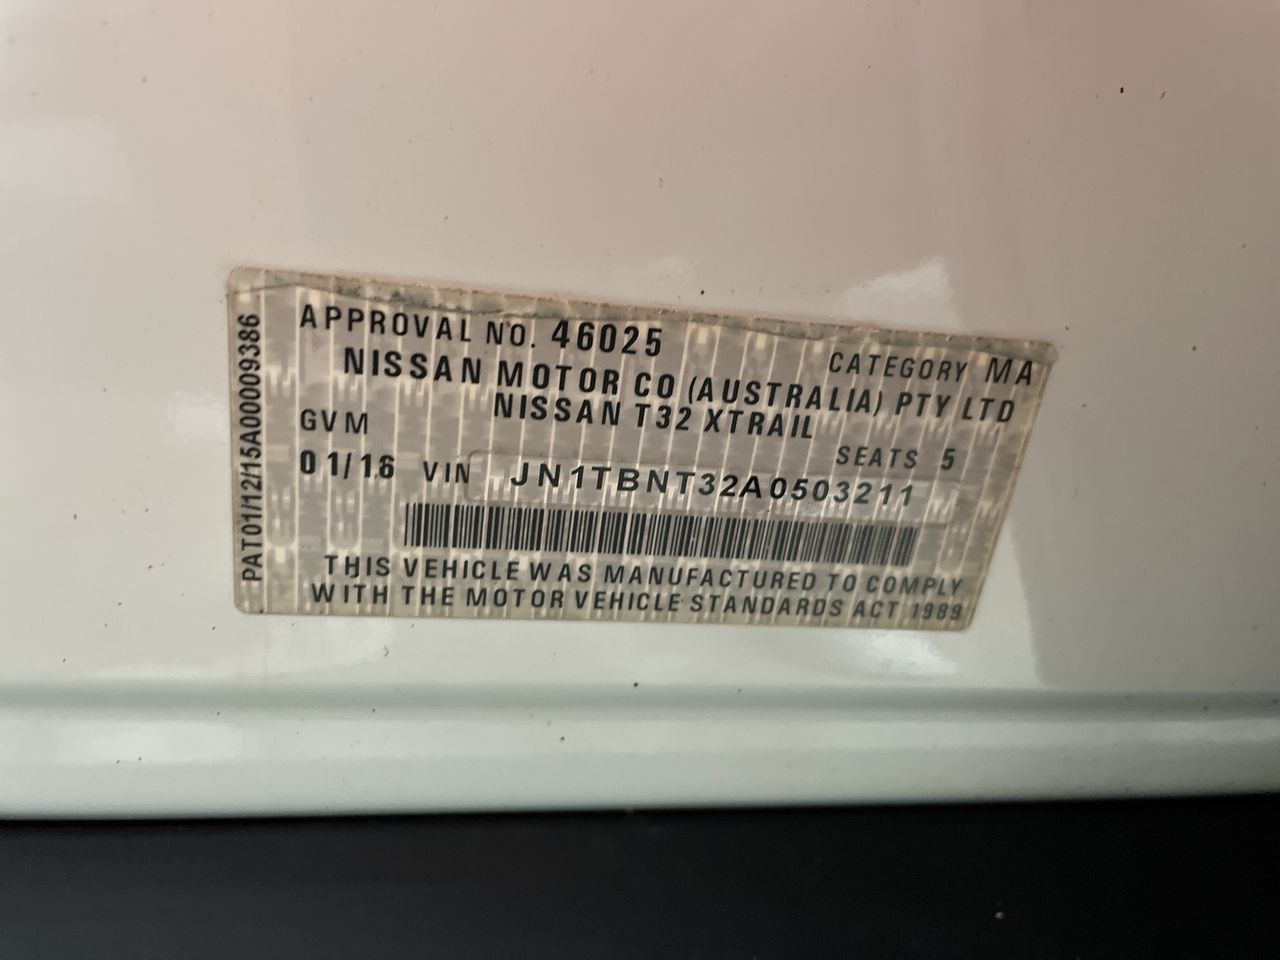 APPROVAL NO. 46025
CATEGORY MA
NISSAN MOTOR CO (AUSTRALIA) PTY LTD
NISSAN T32 XTRAIL
GVM
SEATS 5
01/16 VIN JN1TBNT32A0503211
THIS VEHICLE WAS MANUFACTURED TO COMPLY
WITH THE MOTOR VEHICLE STANDARDS ACT 1989
PAT01/12/15A000009386